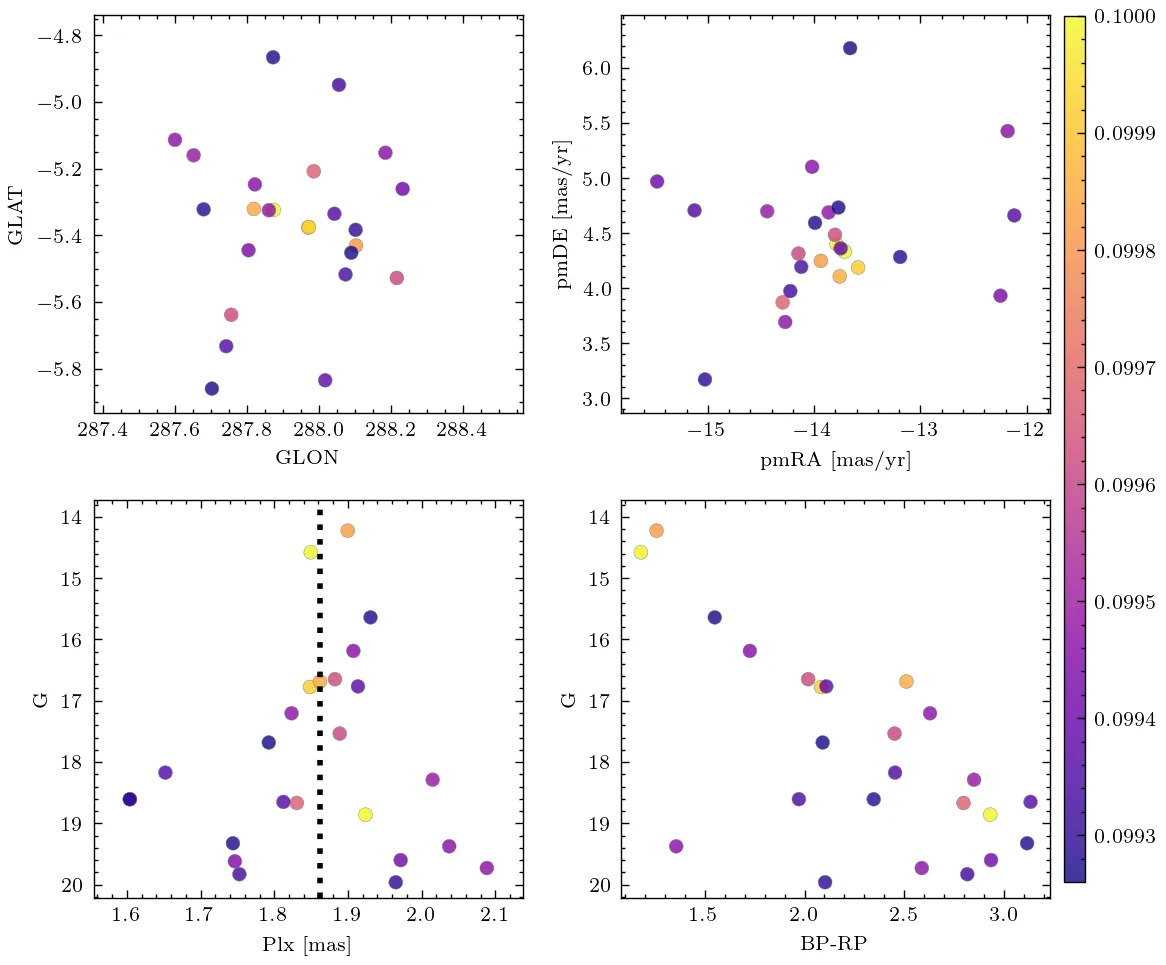 −4.8
−5.0
−5.2
−5.4
−5.6
−5.8
GLAT
287.4 287.6 287.8 288.0 288.2 288.4
GLON
6.0
5.5
5.0
4.5
4.0
3.5
3.0
pmDE [mas/yr]
−15 −14 −13 −12
pmRA [mas/yr]
14
15
16
17
18
19
20
G
1.6 1.7 1.8 1.9 2.0 2.1
Plx [mas]
14
15
16
17
18
19
20
G
1.5 2.0 2.5 3.0
BP-RP
0.1000
0.0999
0.0998
0.0997
0.0996
0.0995
0.0994
0.0993